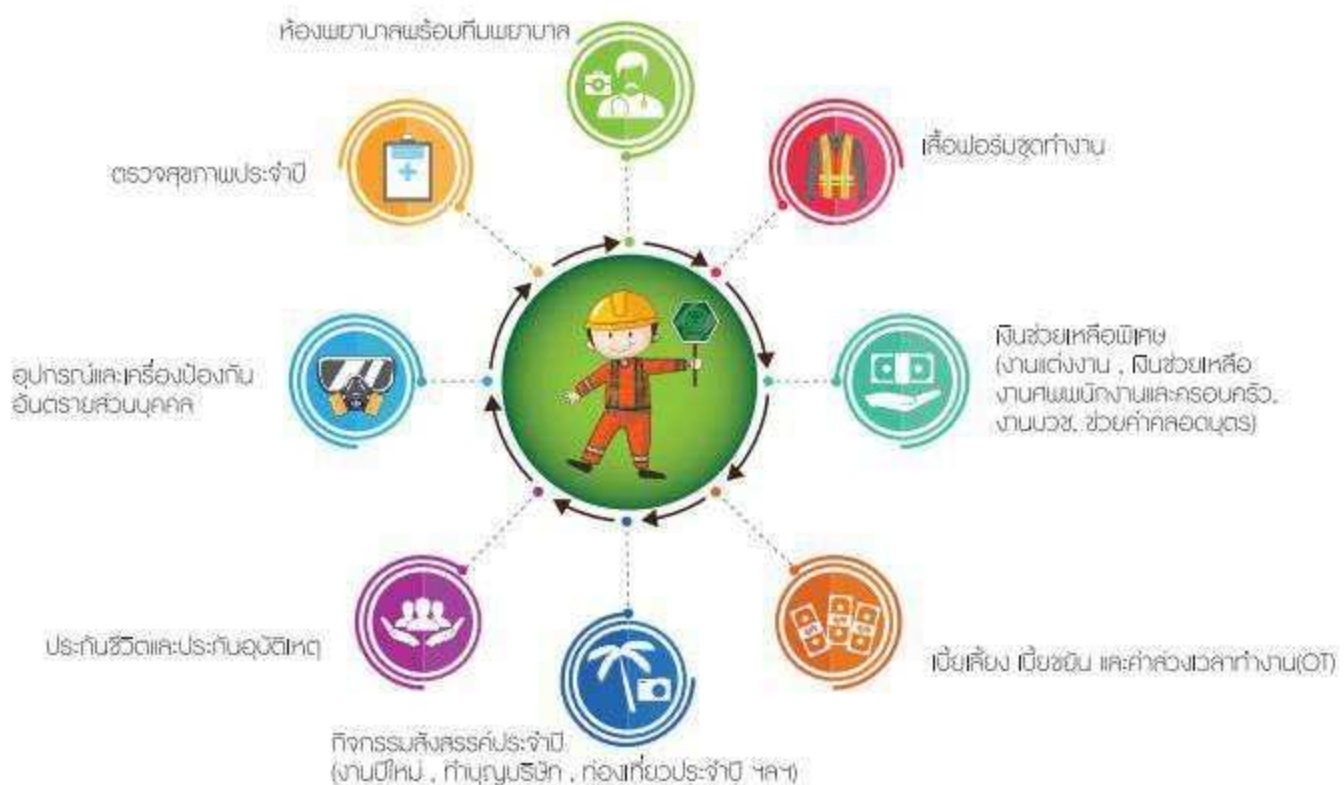 ห้องพยาบาลพร้อมทีมพยาบาล
เสื้อฟอร์มชุดทำงาน
เงินช่วยเหลือพิเศษ
(งานแต่งงาน , เงินช่วยเหลือ
งานศพพนักงานและครอบครัว,
งานบวช, ช่วยค่าคลอดบุตร)
เบี้ยเลี้ยง เบี้ยขยัน และค่าล่วงเวลาทำงาน(OT)
กิจกรรมสังสรรค์ประจำปี
(งานปีใหม่ , ทำบุญบริษัท , ท่องเที่ยวประจำปี ฯลฯ)
ประกันชีวิตและประกันอุบัติเหตุ
อุปกรณ์และเครื่องป้องกัน
อันตรายส่วนบุคคล
ตรวจสุขภาพประจำปี